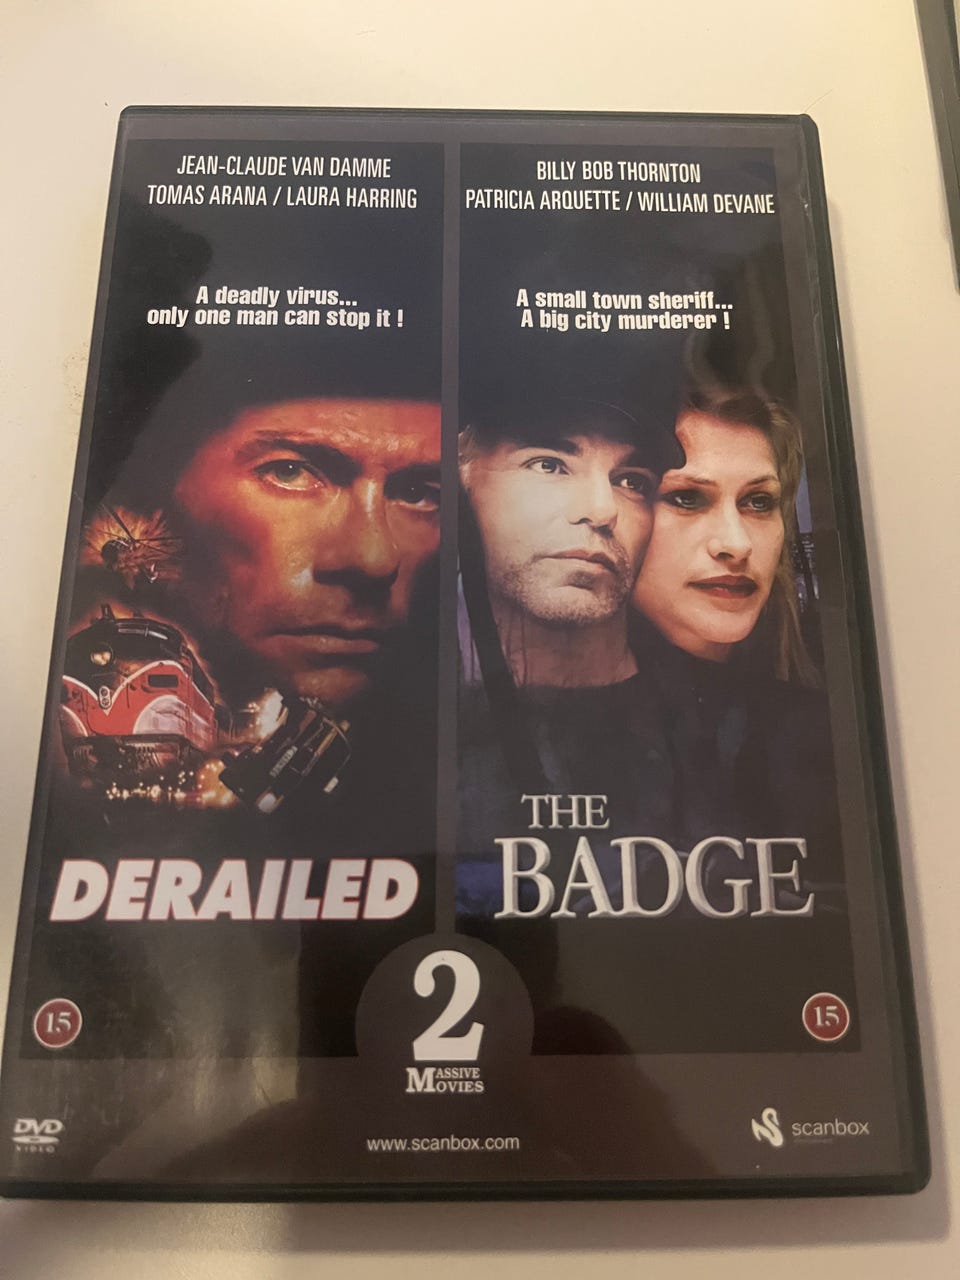 JEAN-CLAUDE VAN DAMME
TOMAS ARANA / LAURA HARRING
A deadly virus...
only one man can stop it !
DERAILED
15
BILLY BOB THORNTON
PATRICIA ARQUETTE / WILLIAM DEVANE
A small town sheriff...
A big city murderer !
THE
BADGE
15
2
MASSIVE
MOVIES
DVD
VIDEO
www.scanbox.com
scanbox